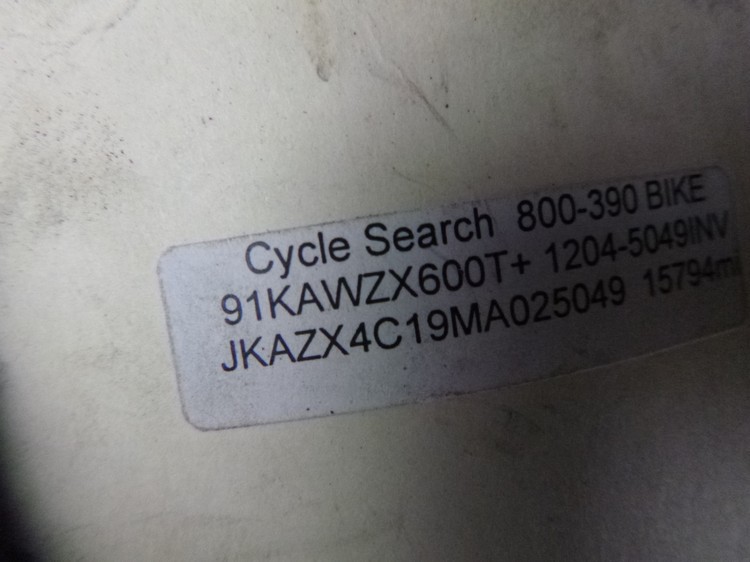 Cycle Search 800-390 BIKE
91KAWZX600T+ 1204-5049INV
JKAZX4C19MA025049 15794mi